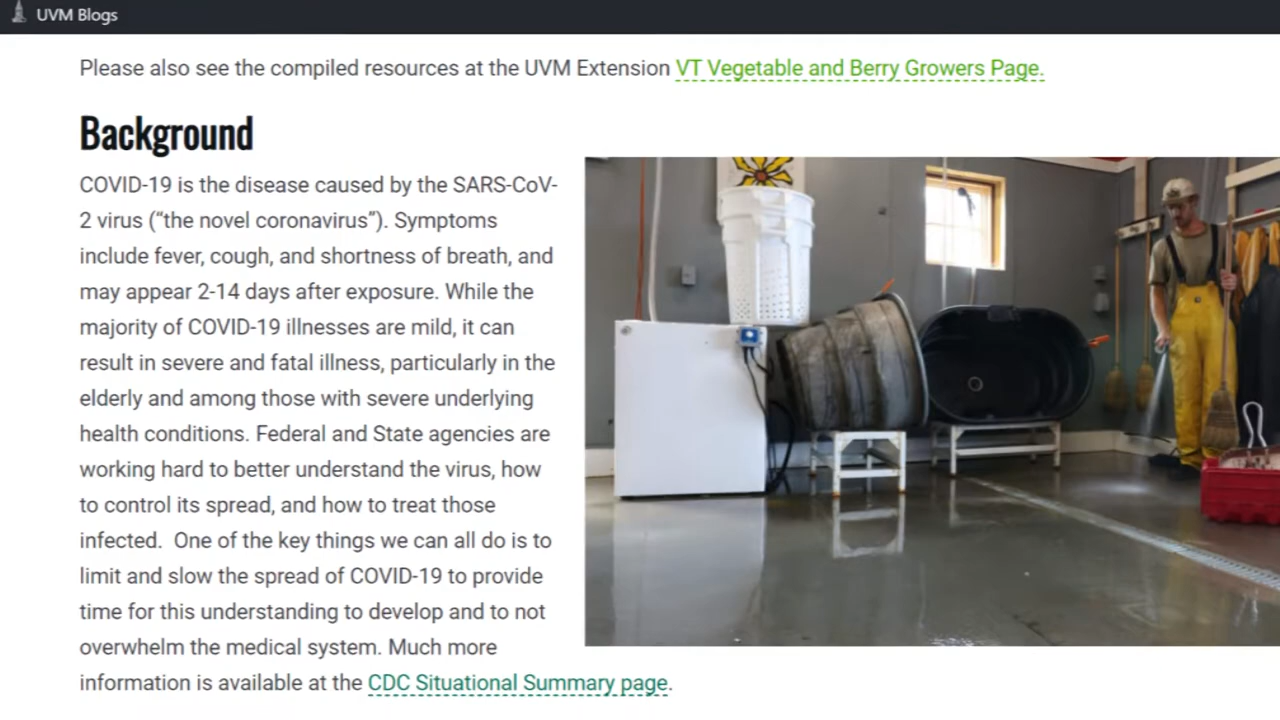 UVM Blogs
Please also see the compiled resources at the UVM Extension VT Vegetable and Berry Growers Page.
Background
COVID-19 is the disease caused by the SARS-CoV-
2 virus (“the novel coronavirus”). Symptoms
include fever, cough, and shortness of breath, and
may appear 2-14 days after exposure. While the
majority of COVID-19 illnesses are mild, it can
result in severe and fatal illness, particularly in the
elderly and among those with severe underlying
health conditions. Federal and State agencies are
working hard to better understand the virus, how
to control its spread, and how to treat those
infected.  One of the key things we can all do is to
limit and slow the spread of COVID-19 to provide
time for this understanding to develop and to not
overwhelm the medical system. Much more
information is available at the CDC Situational Summary page.